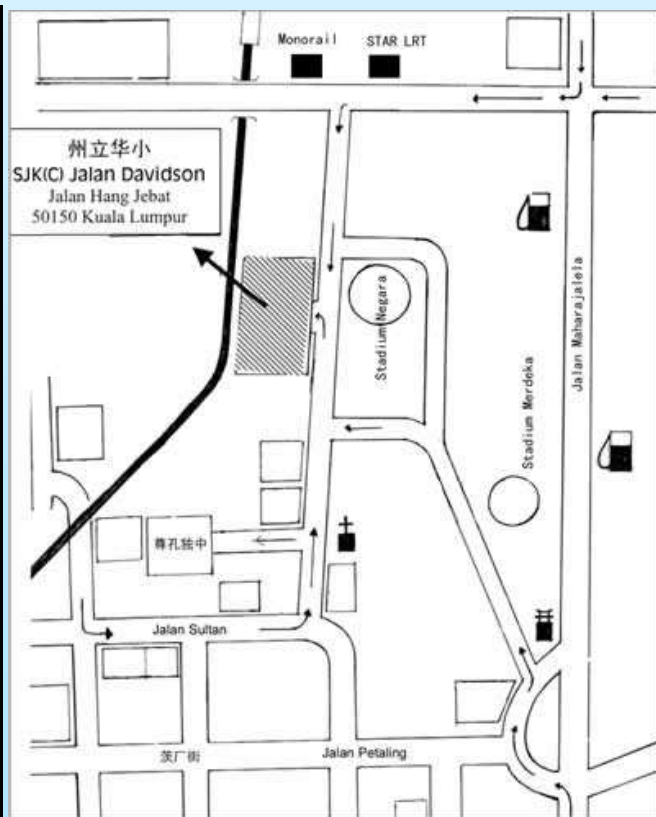 Monorail
STAR LRT
州立华小
SJK(C) Jalan Davidson
Jalan Hang Jebat
50150 Kuala Lumpur
Stadium Negara
Jalan Maharajalela
Stadium Merdeka
尊孔独中
Jalan Sultan
茨厂街
Jalan Petaling